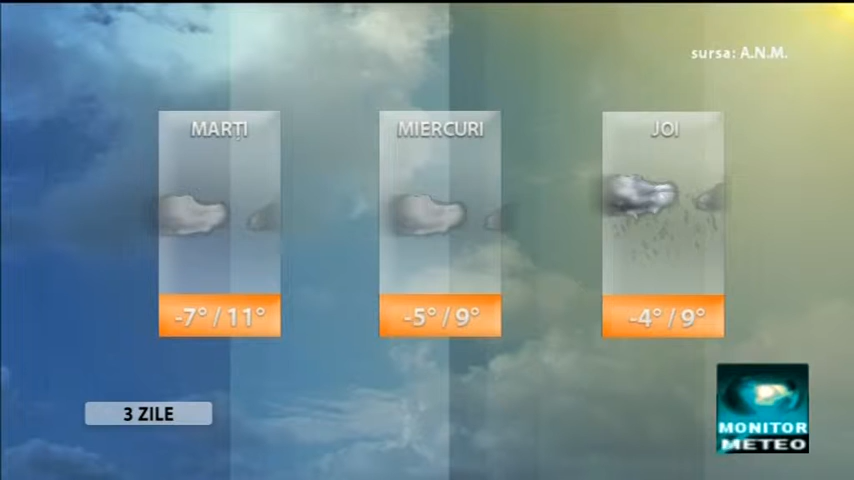 sursa: A.N.M.
MARȚI
MIERCURI
JOI
-7° / 11°
-5° / 9°
-4° / 9°
3 ZILE
MONITOR
METEO